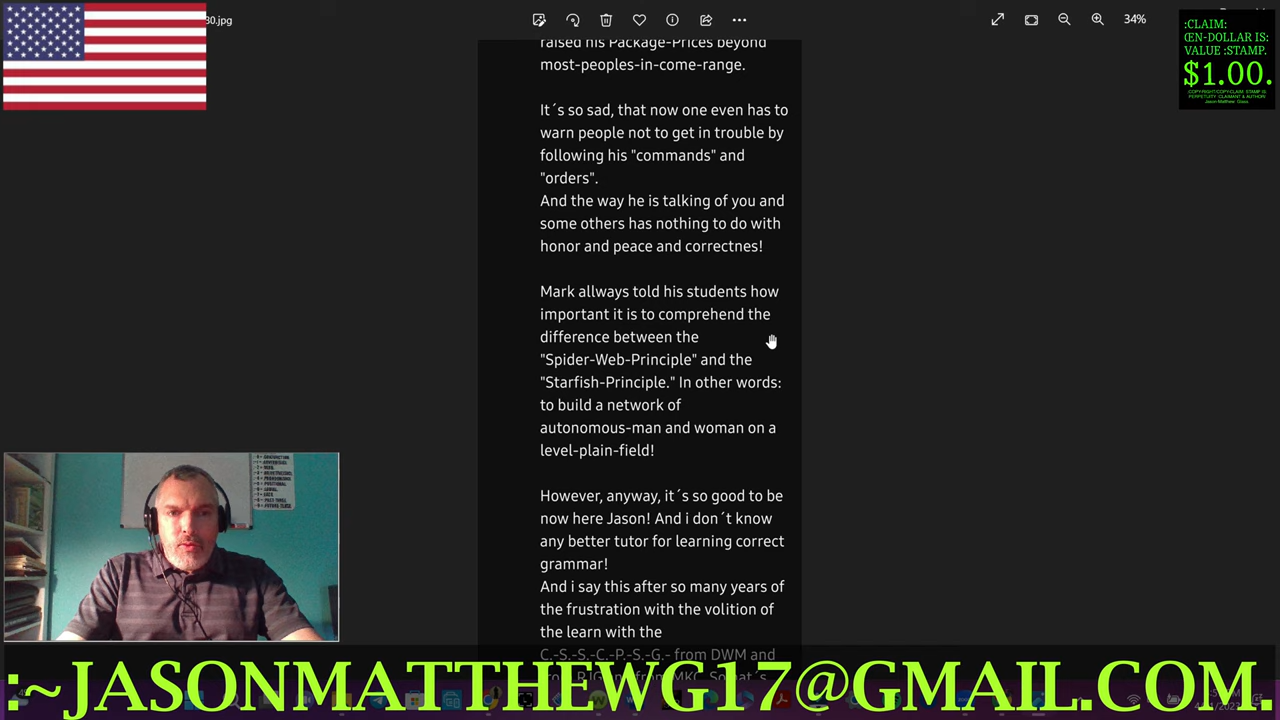 30.jpg
34%
:CLAIM:
VALUE :STAMP.
$1.00.
Jason Matthew Glass
raised his Package-Prices beyond
most-peoples-in-come-range.
It´s so sad, that now one even has to
warn people not to get in trouble by
following his "commands" and
"orders".
And the way he is talking of you and
some others has nothing to do with
honor and peace and correctnes!
Mark allways told his students how
important it is to comprehend the
difference between the
"Spider-Web-Principle" and the
"Starfish-Principle." In other words:
to build a network of
autonomous-man and woman on a
level-plain-field!
However, anyway, it´s so good to be
now here Jason! And i don´t know
any better tutor for learning correct
grammar!
And i say this after so many years of
the frustration with the volition of
the learn with the
C.-S.-S.-C.-P.-S.-G.- from DWM and
:~JASONMATTHEWG17@GMAIL.COM.